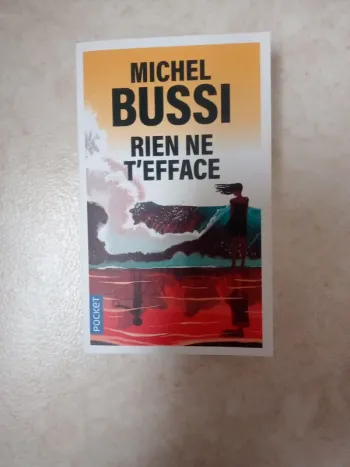 MICHEL
BUSSI
RIEN NE
T'EFFACE
POCKET